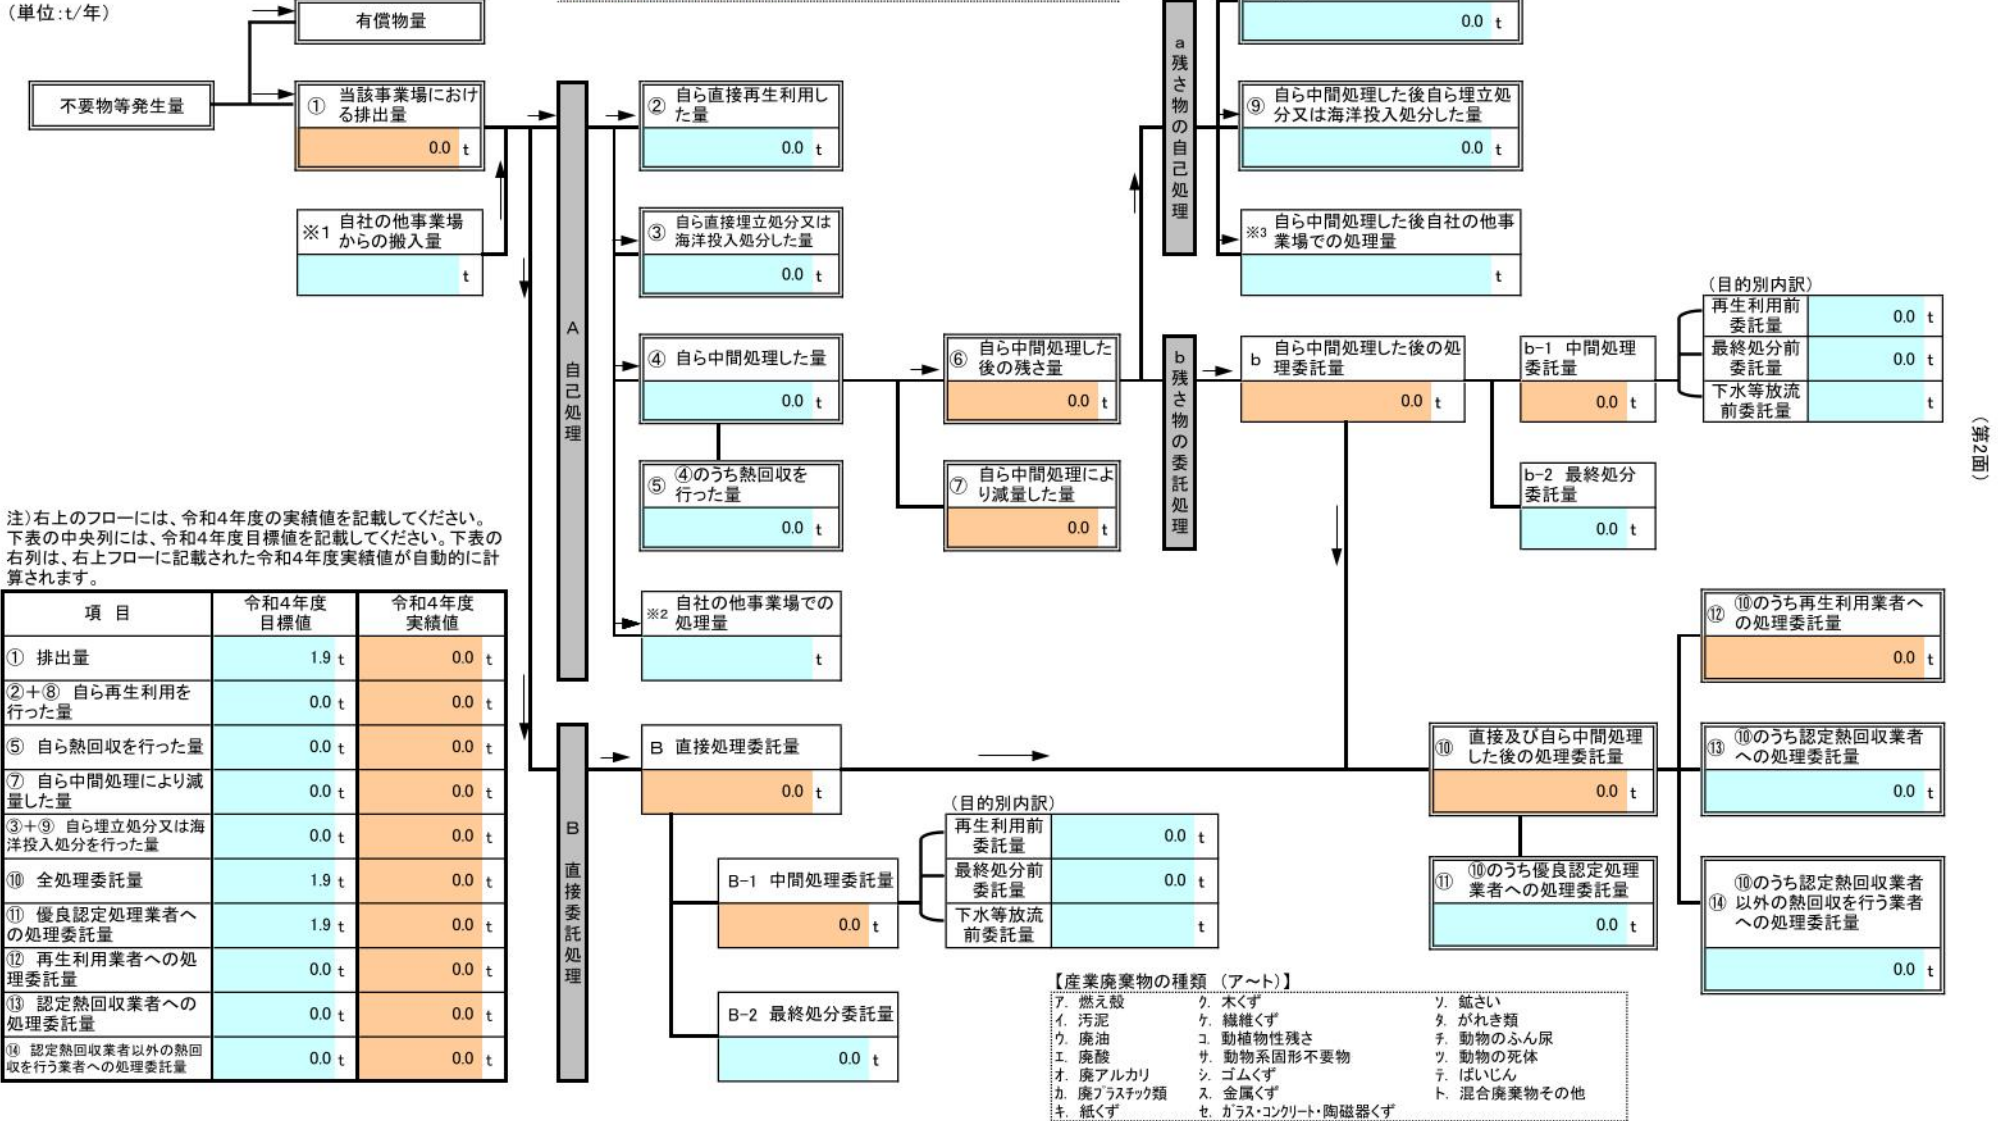 (単位:t/年)
有償物量
0.0 t
不要物等発生量
① 当該事業場におけ
る排出量
0.0 t
※1 自社の他事業場
からの搬入量
t
A 自己処理
② 自ら直接再生利用し
た量
0.0 t
③ 自ら直接埋立処分又は
海洋投入処分した量
0.0 t
④ 自ら中間処理した量
0.0 t
⑤ ④のうち熱回収を
行った量
0.0 t
※2 自社の他事業場での
処理量
t
⑥ 自ら中間処理した
後の残さ量
0.0 t
⑦ 自ら中間処理によ
り減量した量
0.0 t
a 残さ物の自己処理
⑨ 自ら中間処理した後自ら埋立処
分又は海洋投入処分した量
0.0 t
※3 自ら中間処理した後自社の他事
業場での処理量
t
b 残さ物の委託処理
b 自ら中間処理した後の処
理委託量
0.0 t
b-1 中間処理
委託量
0.0 t
b-2 最終処分
委託量
0.0 t
(目的別内訳)
再生利用前
委託量
0.0 t
最終処分前
委託量
0.0 t
下水等放流
前委託量
t
(第2面)
注)右上のフローには、令和4年度の実績値を記載してください。
下表の中央列には、令和4年度目標値を記載してください。下表の
右列は、右上フローに記載された令和4年度実績値が自動的に計
算されます。
項 目
令和4年度
目標値
令和4年度
実績値
① 排出量
1.9 t 0.0 t
②+⑧ 自ら再生利用を
行った量
0.0 t 0.0 t
⑤ 自ら熱回収を行った量
0.0 t 0.0 t
⑦ 自ら中間処理により減
量した量
0.0 t 0.0 t
③+⑨ 自ら埋立処分又は海
洋投入処分を行った量
0.0 t 0.0 t
⑩ 全処理委託量
1.9 t 0.0 t
⑪ 優良認定処理業者へ
の処理委託量
1.9 t 0.0 t
⑫ 再生利用業者への処
理委託量
0.0 t 0.0 t
⑬ 認定熱回収業者への
処理委託量
0.0 t 0.0 t
⑭ 認定熱回収業者以外の熱回
収を行う業者への処理委託量
0.0 t 0.0 t
B 直接委託処理
B 直接処理委託量
0.0 t
B-1 中間処理委託量
0.0 t
B-2 最終処分委託量
0.0 t
(目的別内訳)
再生利用前
委託量
0.0 t
最終処分前
委託量
0.0 t
下水等放流
前委託量
t
⑩ 直接及び自ら中間処理
した後の処理委託量
0.0 t
⑪ ⑩のうち優良認定処理
業者への処理委託量
0.0 t
⑫ ⑩のうち再生利用業者へ
の処理委託量
0.0 t
⑬ ⑩のうち認定熱回収業者
への処理委託量
0.0 t
⑭ ⑩のうち認定熱回収業者
以外の熱回収を行う業者
への処理委託量
0.0 t
【産業廃棄物の種類 (ア~ト)】
ア. 燃え殻 ク. 木くず ソ. 鉱さい
イ. 汚泥 ケ. 繊維くず タ. がれき類
ウ. 廃油 コ. 動植物性残さ チ. 動物のふん尿
エ. 廃酸 サ. 動物系固形不要物 ツ. 動物の死体
オ. 廃アルカリ シ. ゴムくず テ. ばいじん
カ. 廃プラスチック類 ス. 金属くず ト. 混合廃棄物その他
キ. 紙くず セ. ガラス・コンクリート・陶磁器くず